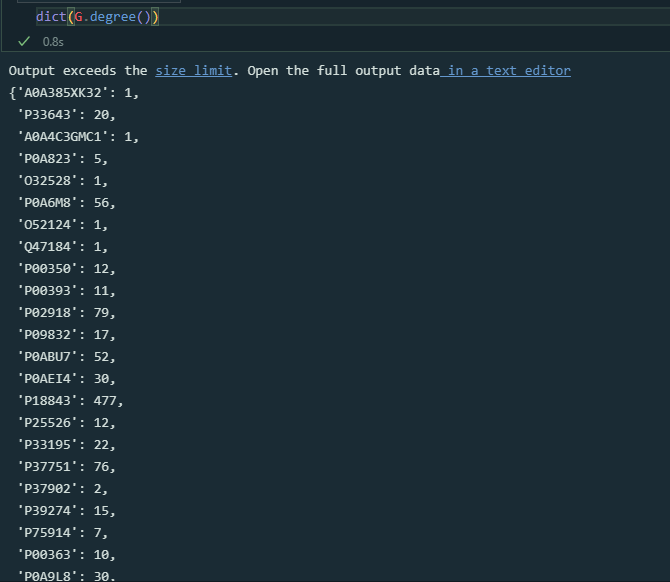 dict(G.degree())
0.8s
Output exceeds the size limit. Open the full output data in a text editor
{'A0A385XK32': 1,
'P33643': 20,
'A0A4C3GMC1': 1,
'P0A823': 5,
'O32528': 1,
'P0A6M8': 56,
'O52124': 1,
'Q47184': 1,
'P00350': 12,
'P00393': 11,
'P02918': 79,
'P09832': 17,
'P0ABU7': 52,
'P0AEI4': 30,
'P18843': 477,
'P25526': 12,
'P33195': 22,
'P37751': 76,
'P37902': 2,
'P39274': 15,
'P75914': 7,
'P00363': 10,
'P0A9L8': 30,